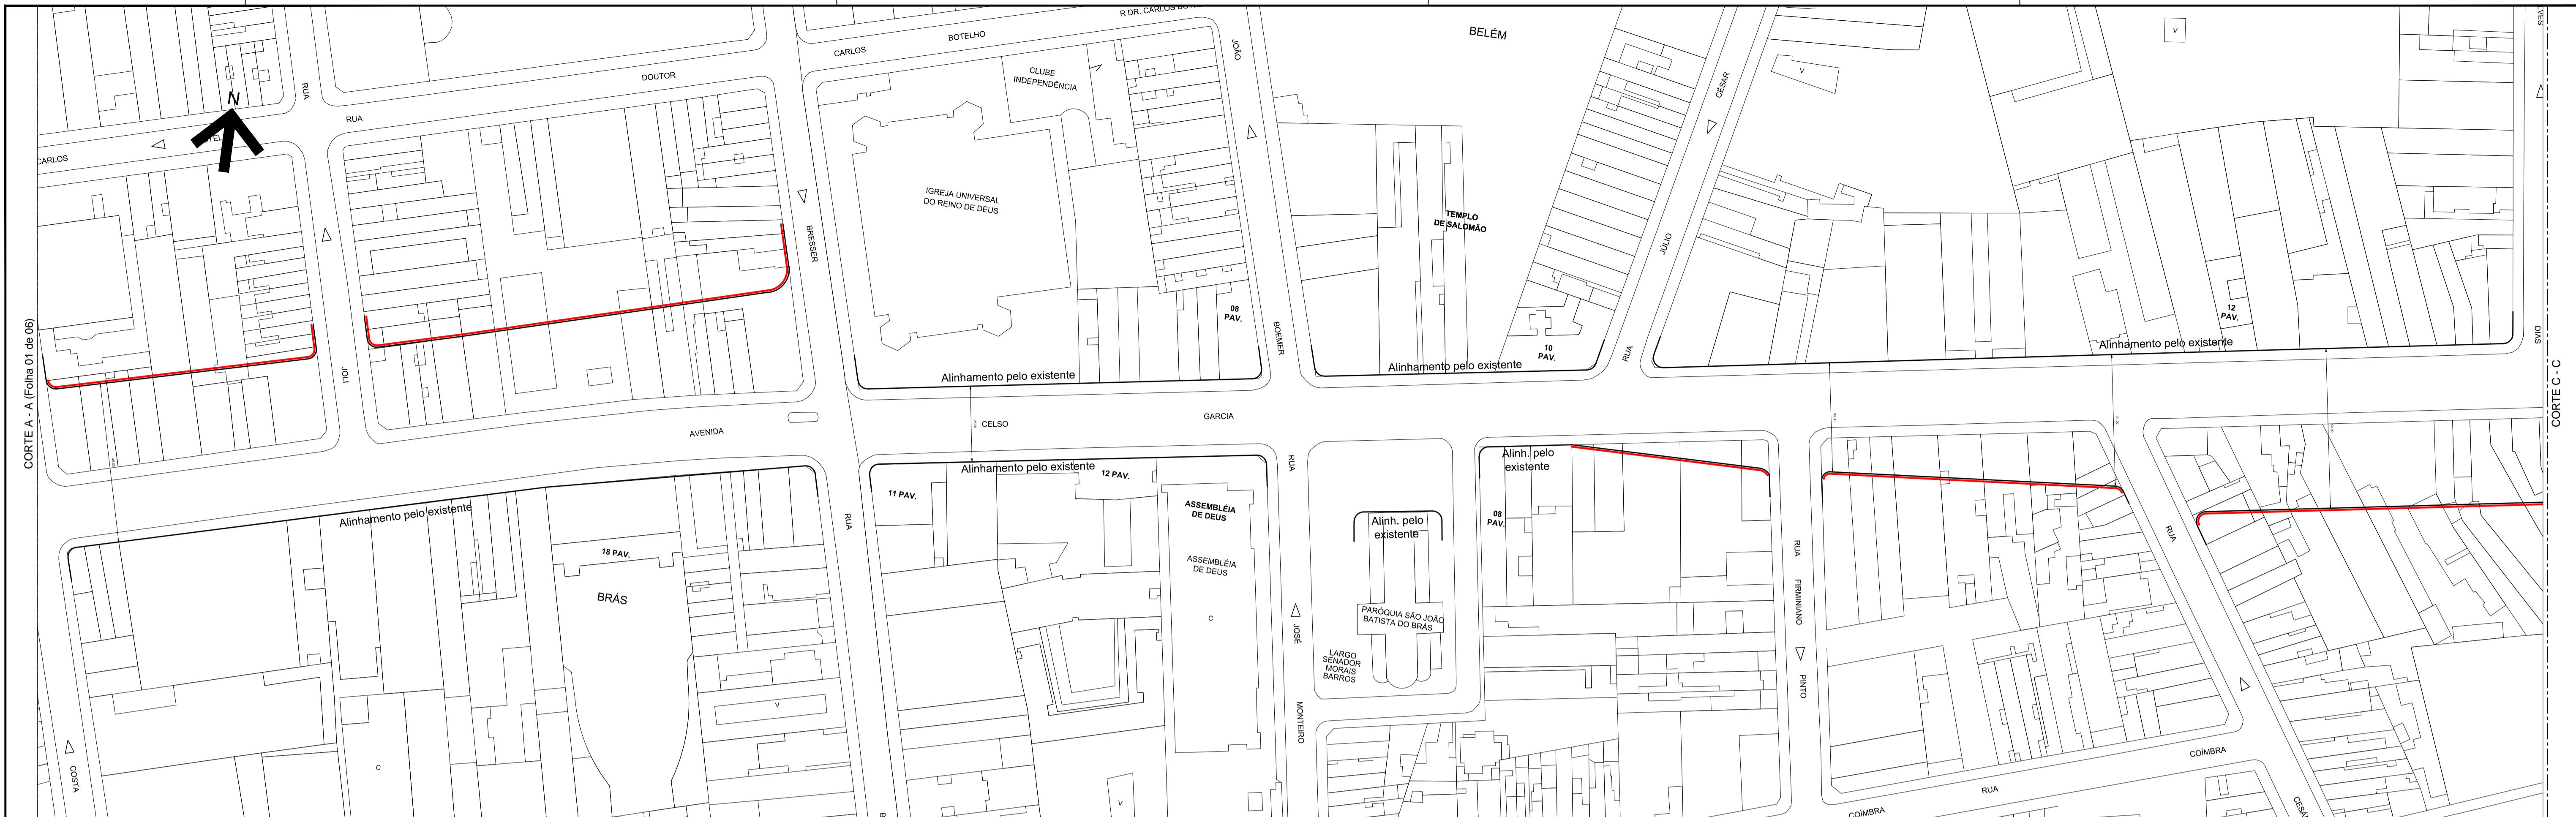 R DR. CARLOS
CARLOS
BOTELHO
JOÃO
BELÉM
CLUBE
INDEPENDÊNCIA
DOUTOR
RUA
RUA
N
CARLOS
CÉSAR
V
V
IGREJA UNIVERSAL
DO REINO DE DEUS
TEMPLO
DE SALOMÃO
BRESSER
JÚLIO
08
PAV.
BOEMER
10
PAV.
RUA
12
PAV.
DIAS
JOLI
Alinhamento pelo existente
Alinhamento pelo existente
Alinhamento pelo existente
CORTE A - A (Folha 01 de 06)
CORTE C - C
AVENIDA
CELSO
GARCIA
Alinhamento pelo existente
18 PAV.
BRÁS
V
C
COSTA
RUA
Alinhamento pelo existente
11 PAV.
12 PAV.
ASSEMBLÉIA
DE DEUS
ASSEMBLÉIA
DE DEUS
C
V
RUA
JOSÉ
MONTEIRO
Alinh. pelo
existente
PARÓQUIA SÃO JOÃO
BATISTA DO BRÁS
LARGO
SENADOR
MORAIS
BARROS
Alinh. pelo
existente
08
PAV.
RUA
FIRMINIANO
PINTO
RUA
COÍMBRA
RUA
COÍMBRA